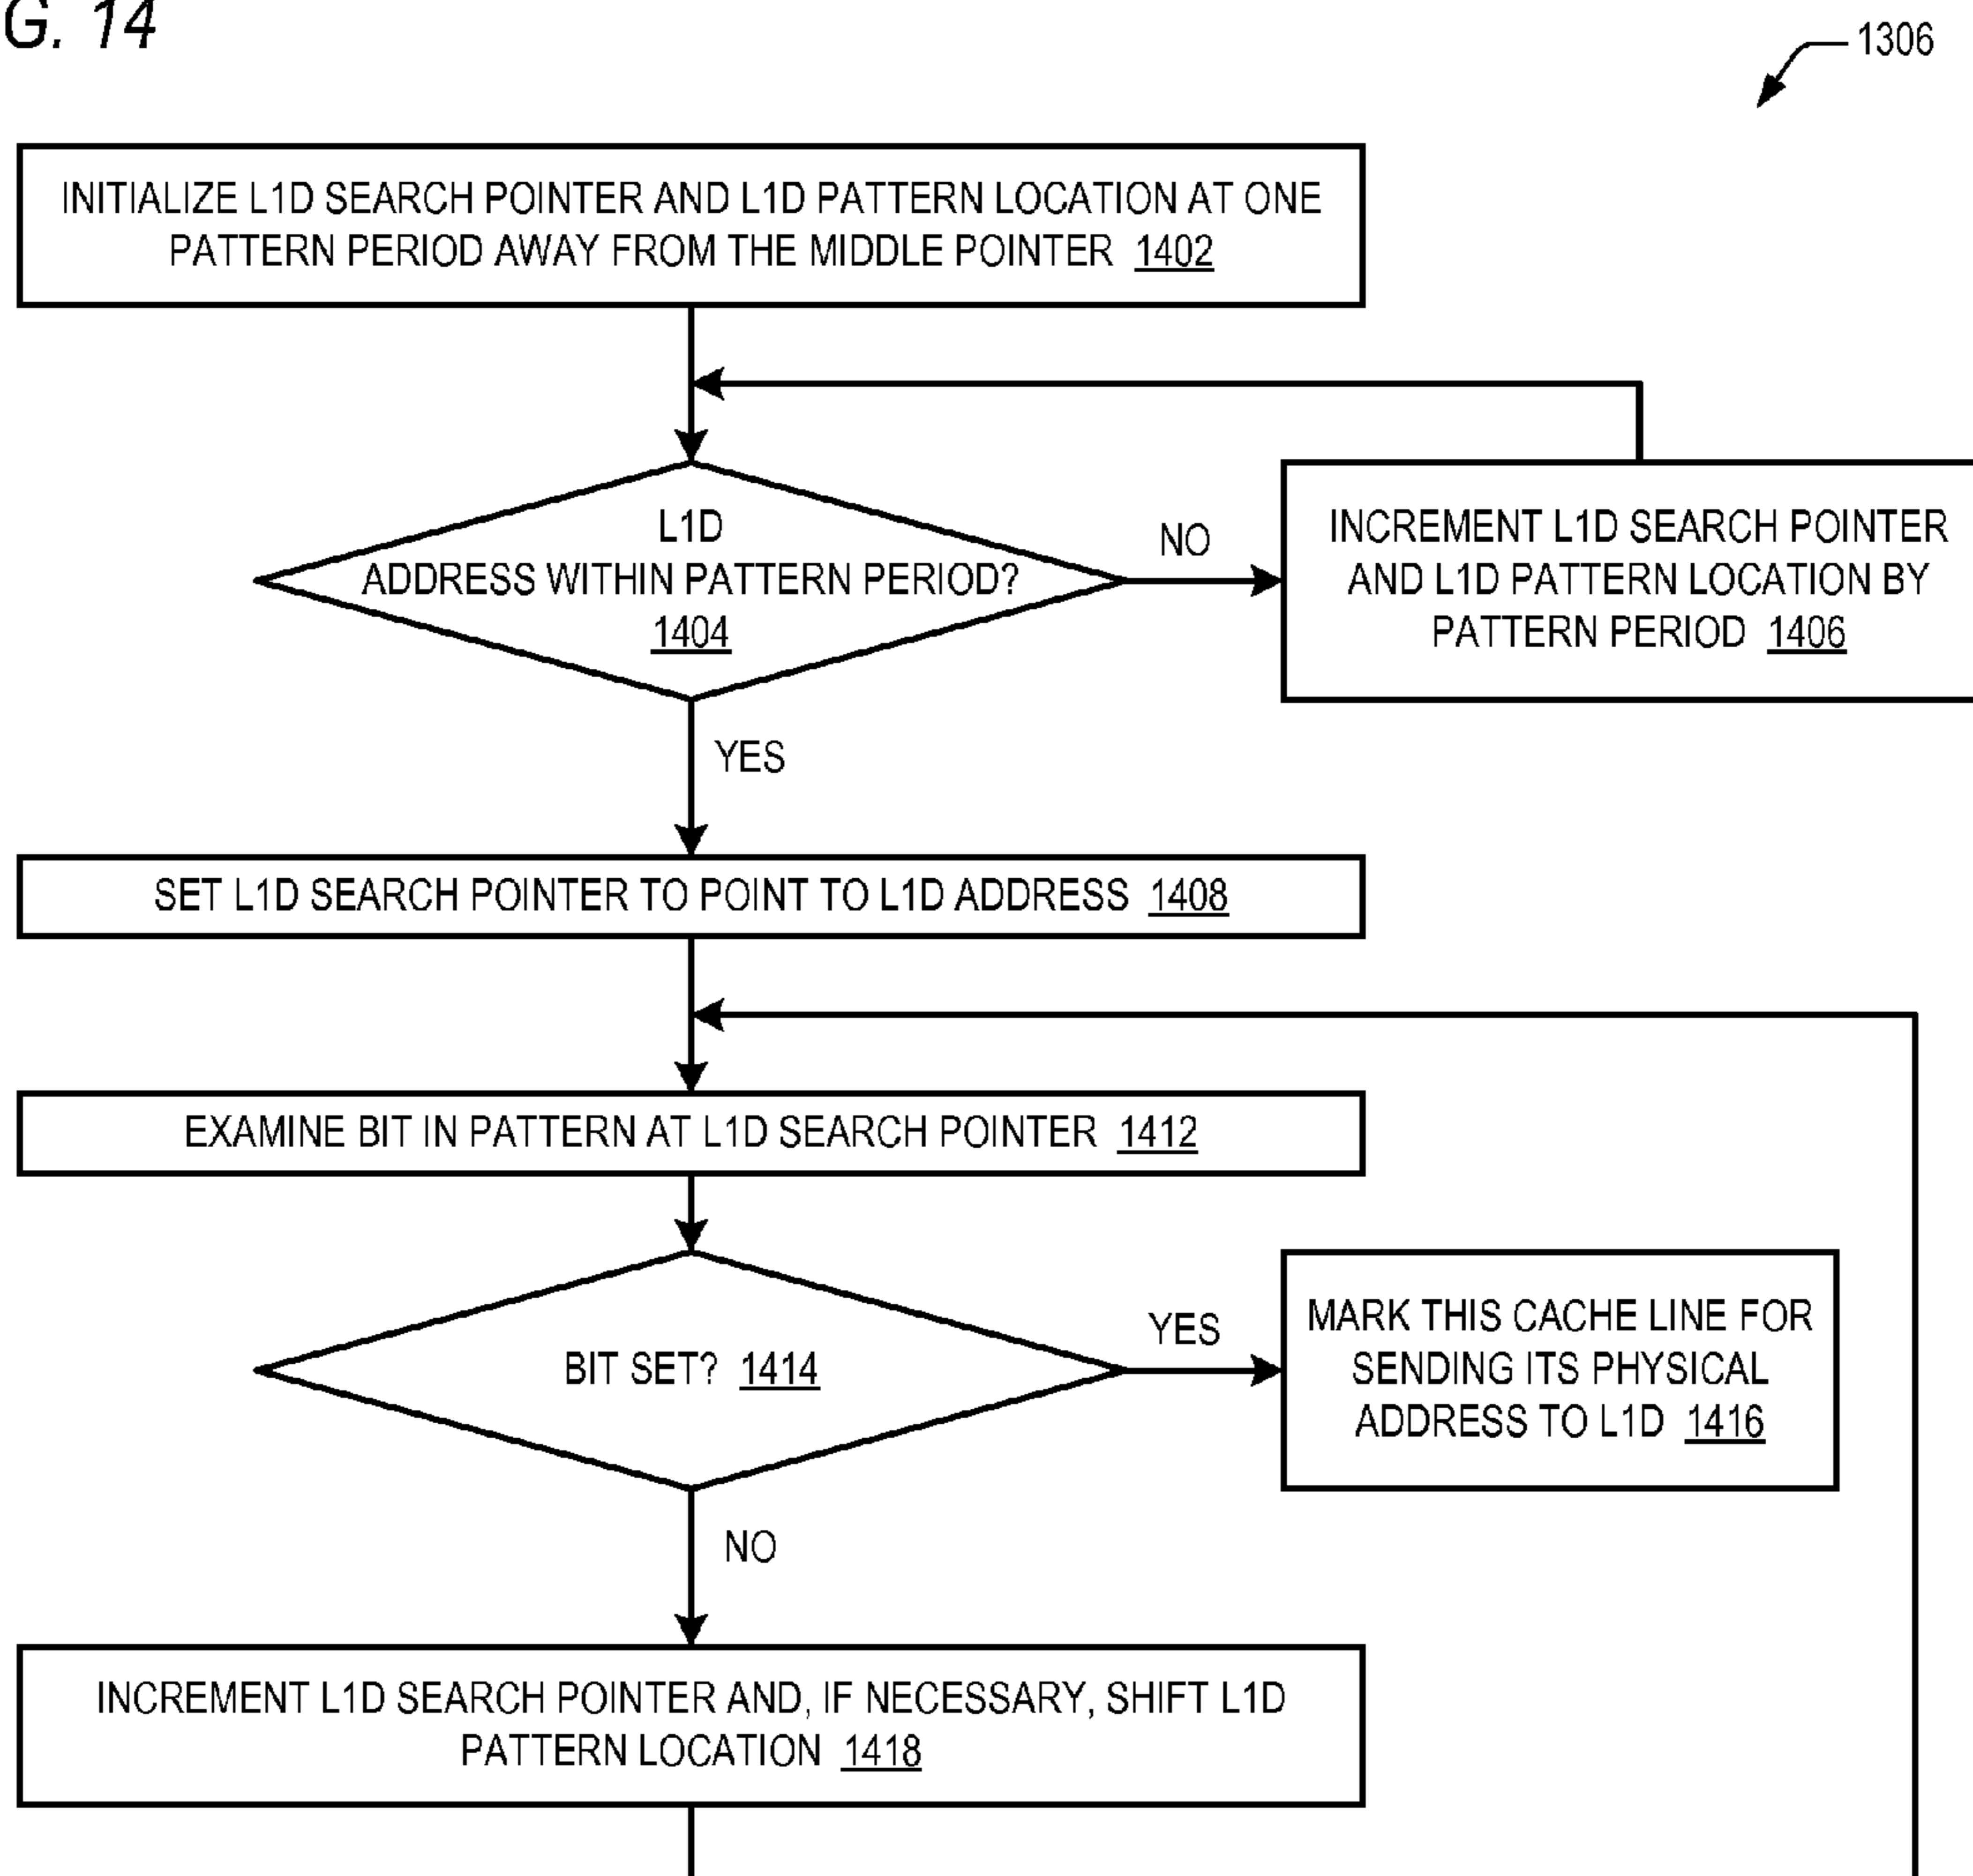 G. 14
1306
INITIALIZE L1D SEARCH POINTER AND L1D PATTERN LOCATION AT ONE
PATTERN PERIOD AWAY FROM THE MIDDLE POINTER 1402
L1D
ADDRESS WITHIN PATTERN PERIOD?
1404
NO
INCREMENT L1D SEARCH POINTER
AND L1D PATTERN LOCATION BY
PATTERN PERIOD 1406
YES
SET L1D SEARCH POINTER TO POINT TO L1D ADDRESS 1408
EXAMINE BIT IN PATTERN AT L1D SEARCH POINTER 1412
BIT SET? 1414
YES
MARK THIS CACHE LINE FOR
SENDING ITS PHYSICAL
ADDRESS TO L1D 1416
NO
INCREMENT L1D SEARCH POINTER AND, IF NECESSARY, SHIFT L1D
PATTERN LOCATION 1418